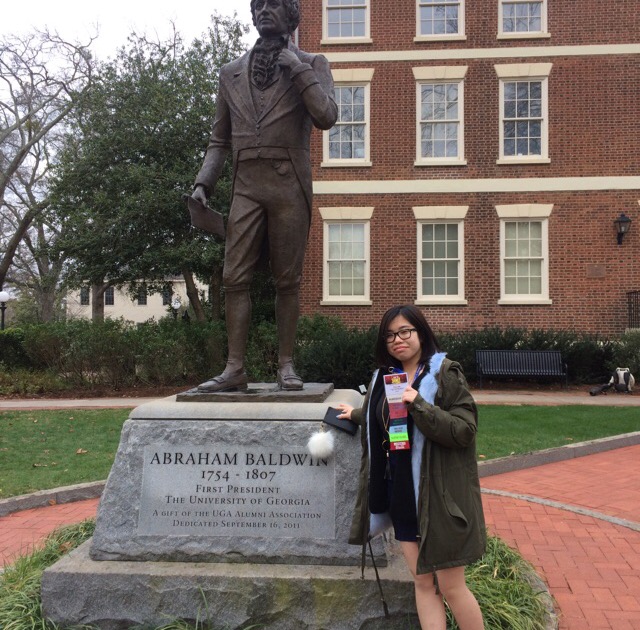 ABRAHAM BALDWIN
1754 - 1807
FIRST PRESIDENT
THE UNIVERSITY OF GEORGIA
A GIFT OF THE UGA ALUMNI ASSOCIATION
DEDICATED SEPTEMBER 16, 2011